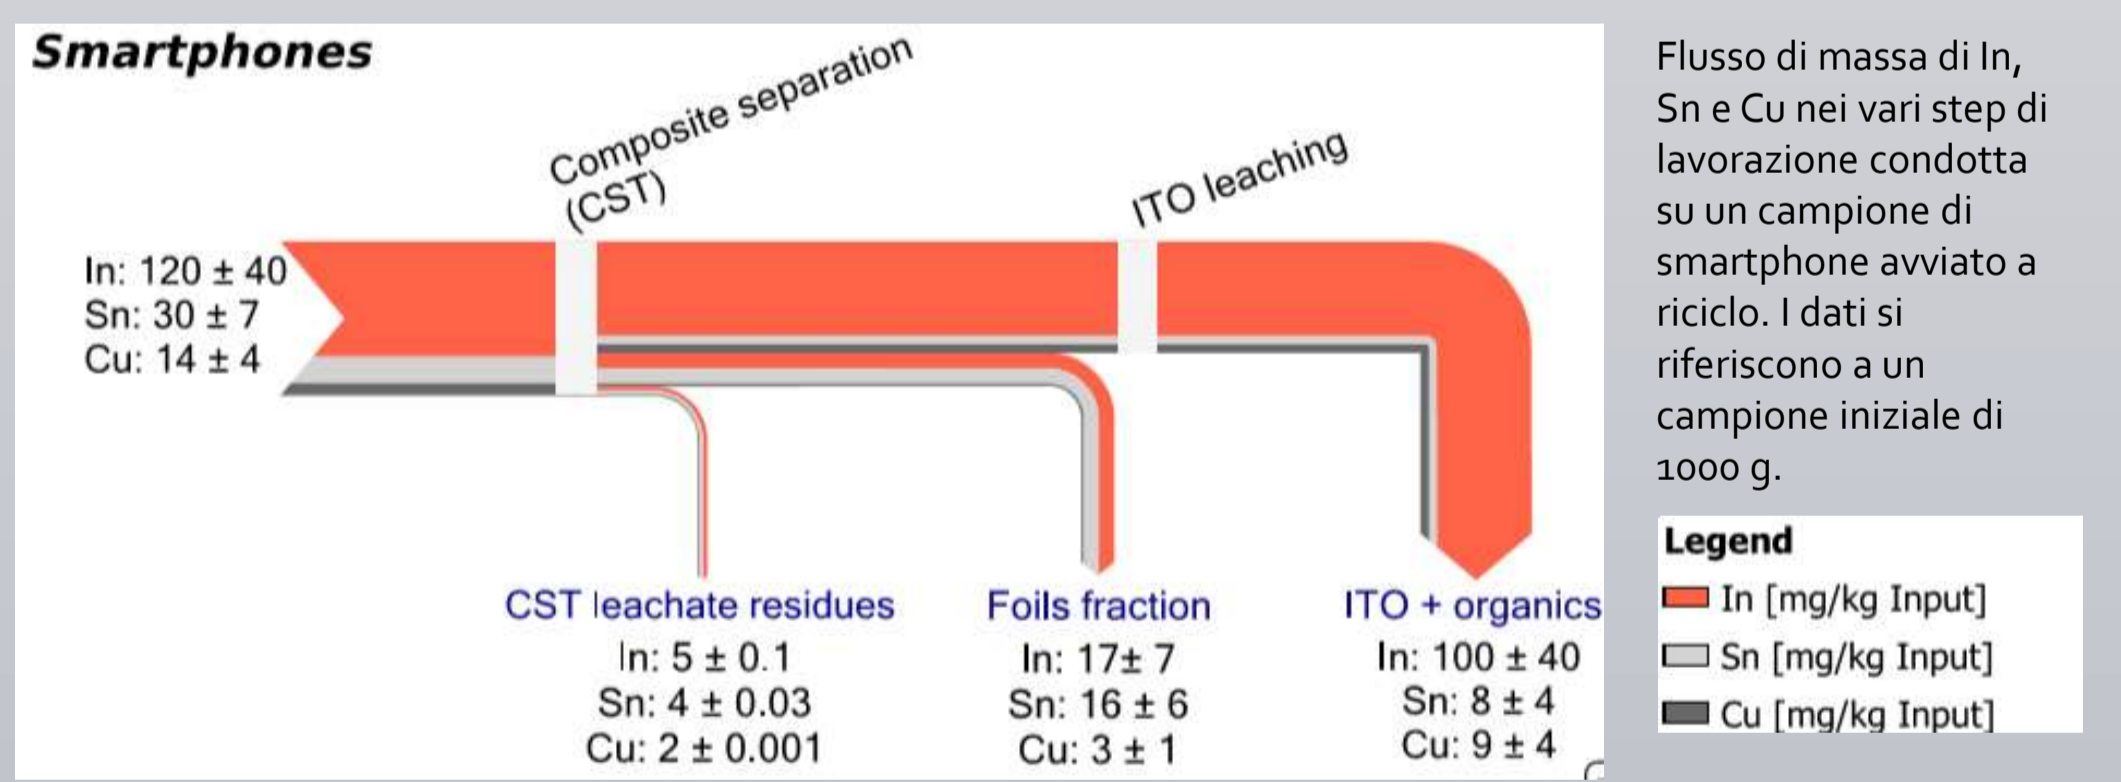 Smartphones
Composite separation
(CST)
ITO leaching
In: 120 ± 40
Sn: 30 ± 7
Cu: 14 ± 4
CST leachate residues
In: 5 ± 0.1
Sn: 4 ± 0.03
Cu: 2 ± 0.001
Foils fraction
In: 17± 7
Sn: 16 ± 6
Cu: 3 ± 1
ITO + organics
In: 100 ± 40
Sn: 8 ± 4
Cu: 9 ± 4
Flusso di massa di In,
Sn e Cu nei vari step di
lavorazione condotta
su un campione di
smartphone avviato a
riciclo. I dati si
riferiscono a un
campione iniziale di
1000 g.
Legend
In [mg/kg Input]
Sn [mg/kg Input]
Cu [mg/kg Input]